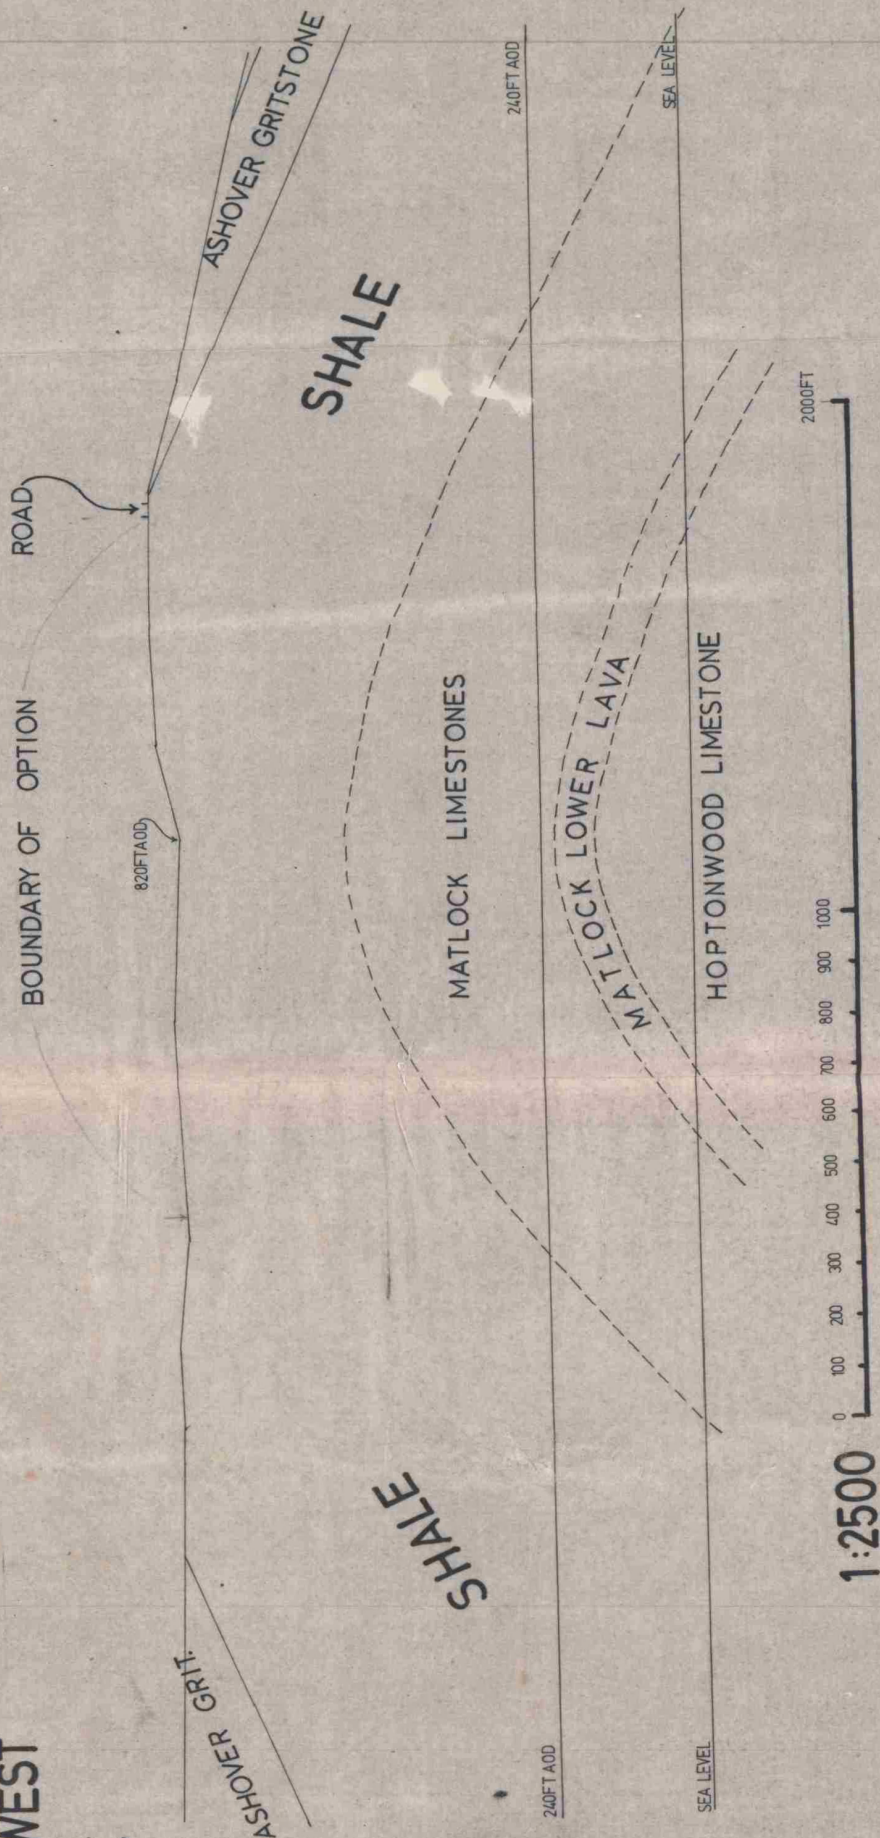 WEST
BOUNDARY OF OPTION
ROAD
820FTAOD
ASHOVER GRIT.
ASHOVER GRITSTONE
SHALE
SHALE
MATLOCK LIMESTONES
240FT AOD
240FT AOD
MATLOCK LOWER LAVA
SEA LEVEL
SEA LEVEL
HOPTONWOOD LIMESTONE
1:2500
0 100 200 300 400 500 600 700 800 900 1000 2000FT